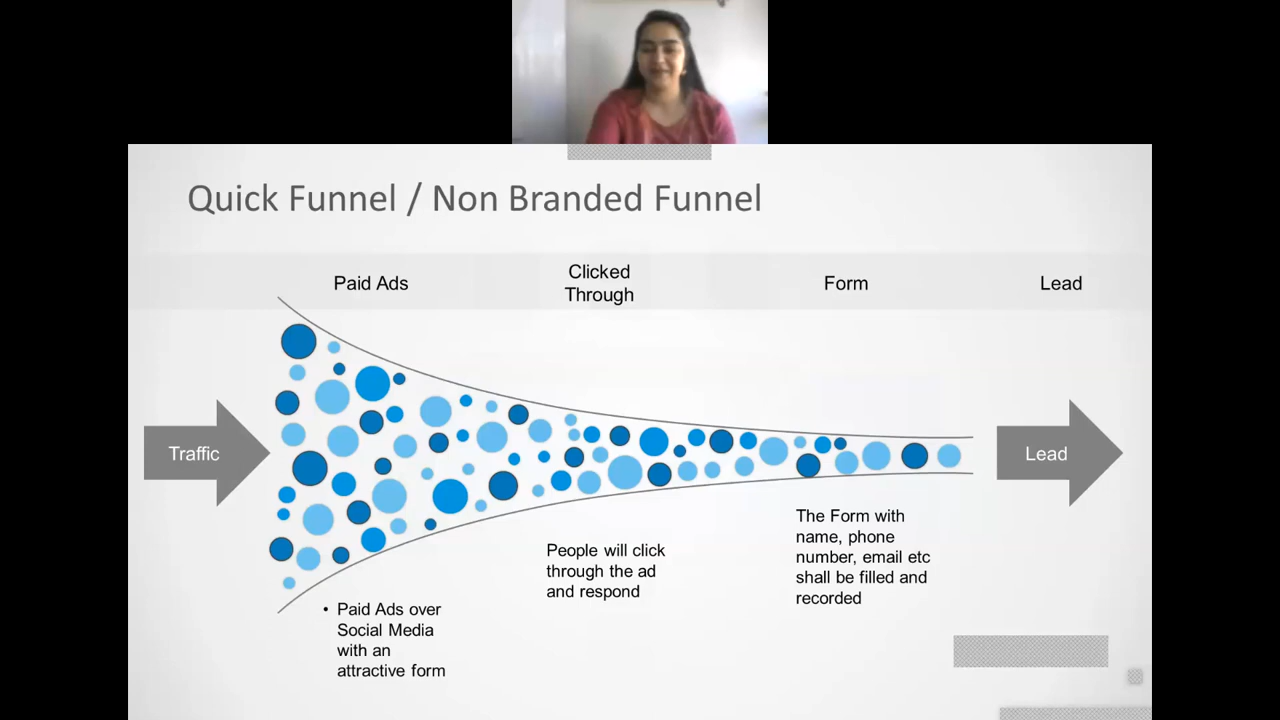 Quick Funnel / Non Branded Funnel
Paid Ads
Clicked
Through
Form
Lead
Traffic
Lead
• Paid Ads over
Social Media
with an
attractive form
People will click
through the ad
and respond
The Form with
name, phone
number, email etc
shall be filled and
recorded